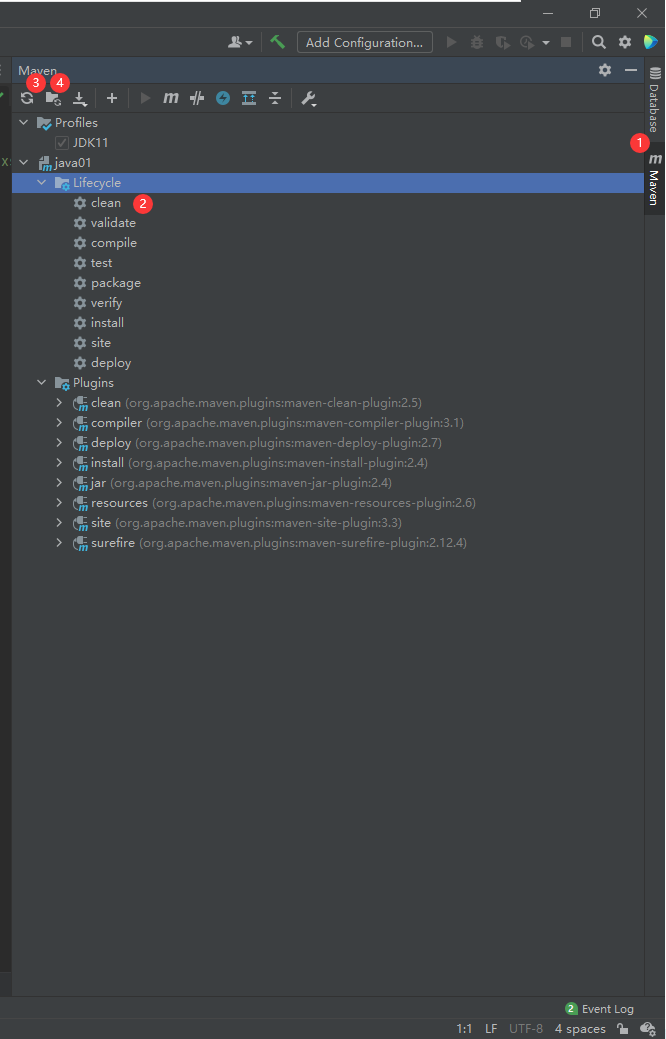 Add Configuration...
Maven
3
4
Database
1
Maven
Profiles
JDK11
java01
Lifecycle
clean
2
validate
compile
test
package
verify
install
site
deploy
Plugins
clean (org.apache.maven.plugins:maven-clean-plugin:2.5)
compiler (org.apache.maven.plugins:maven-compiler-plugin:3.1)
deploy (org.apache.maven.plugins:maven-deploy-plugin:2.7)
install (org.apache.maven.plugins:maven-install-plugin:2.4)
jar (org.apache.maven.plugins:maven-jar-plugin:2.4)
resources (org.apache.maven.plugins:maven-resources-plugin:2.6)
site (org.apache.maven.plugins:maven-site-plugin:3.3)
surefire (org.apache.maven.plugins:maven-surefire-plugin:2.12.4)
2 Event Log
1:1 LF UTF-8 4 spaces